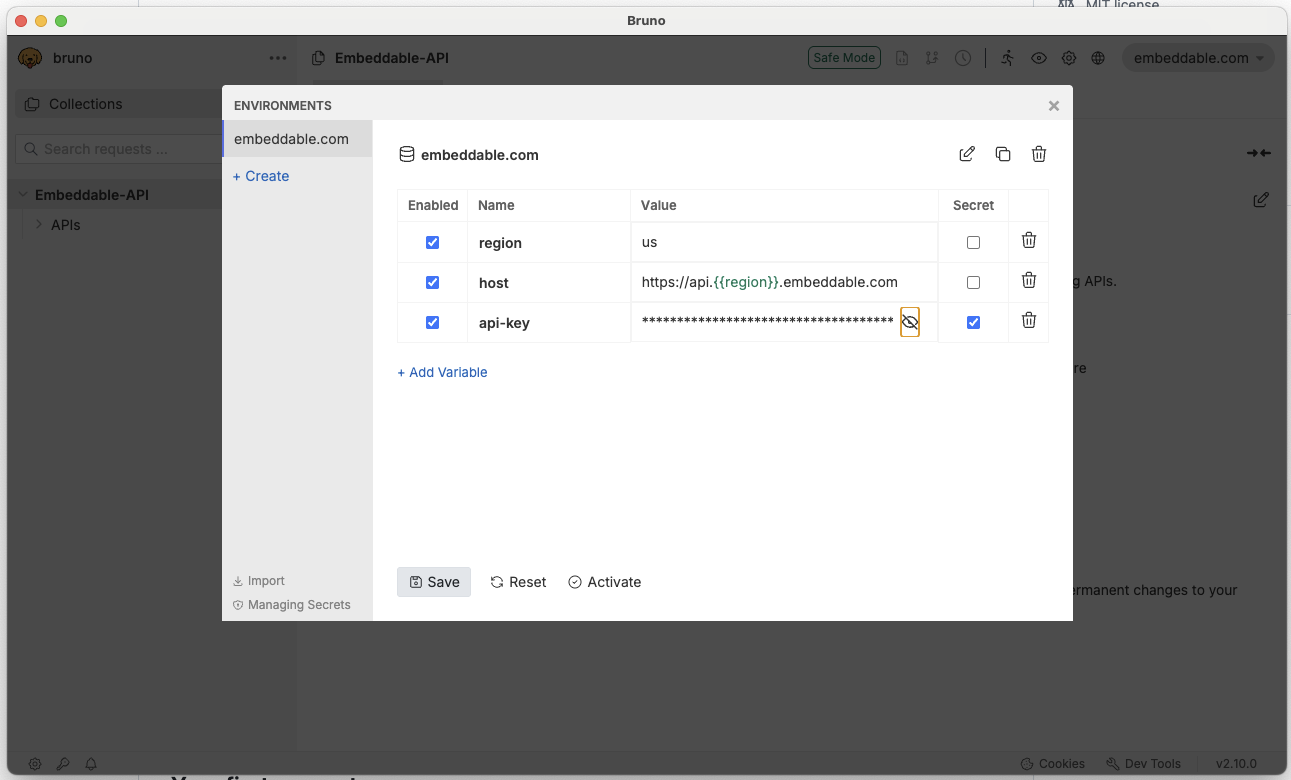 MIT license
Bruno
bruno
Embeddable-API
Safe Mode
embeddable.com
Collections
Search requests ...
Embeddable-API
APIs
ENVIRONMENTS
embeddable.com
+ Create
embeddable.com
Enabled Name Value Secret
region us
host https://api.{{region}}.embeddable.com
api-key ************************************
+ Add Variable
g APIs.
re
ermanent changes to your
Save Reset Activate
Import
Managing Secrets
Cookies Dev Tools v2.10.0